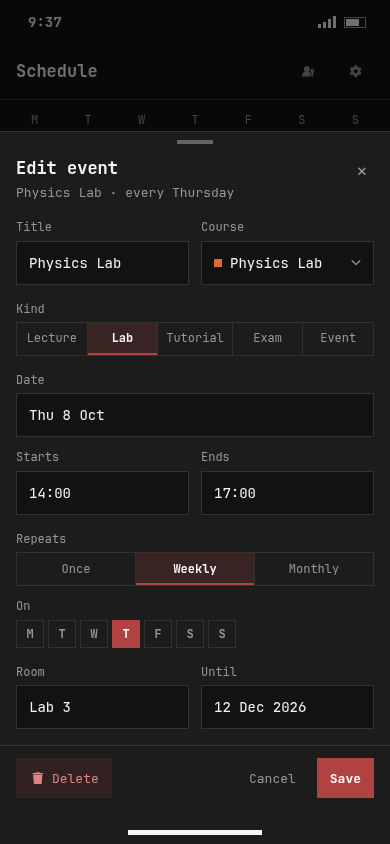 9:37
Schedule
M T W T F S S
Edit event
×
Physics Lab · every Thursday
Title Course
Physics Lab Physics Lab
Kind
Lecture Lab Tutorial Exam Event
Date
Thu 8 Oct
Starts Ends
14:00 17:00
Repeats
Once Weekly Monthly
On
M T W T F S S
Room Until
Lab 3 12 Dec 2026
Delete Cancel Save